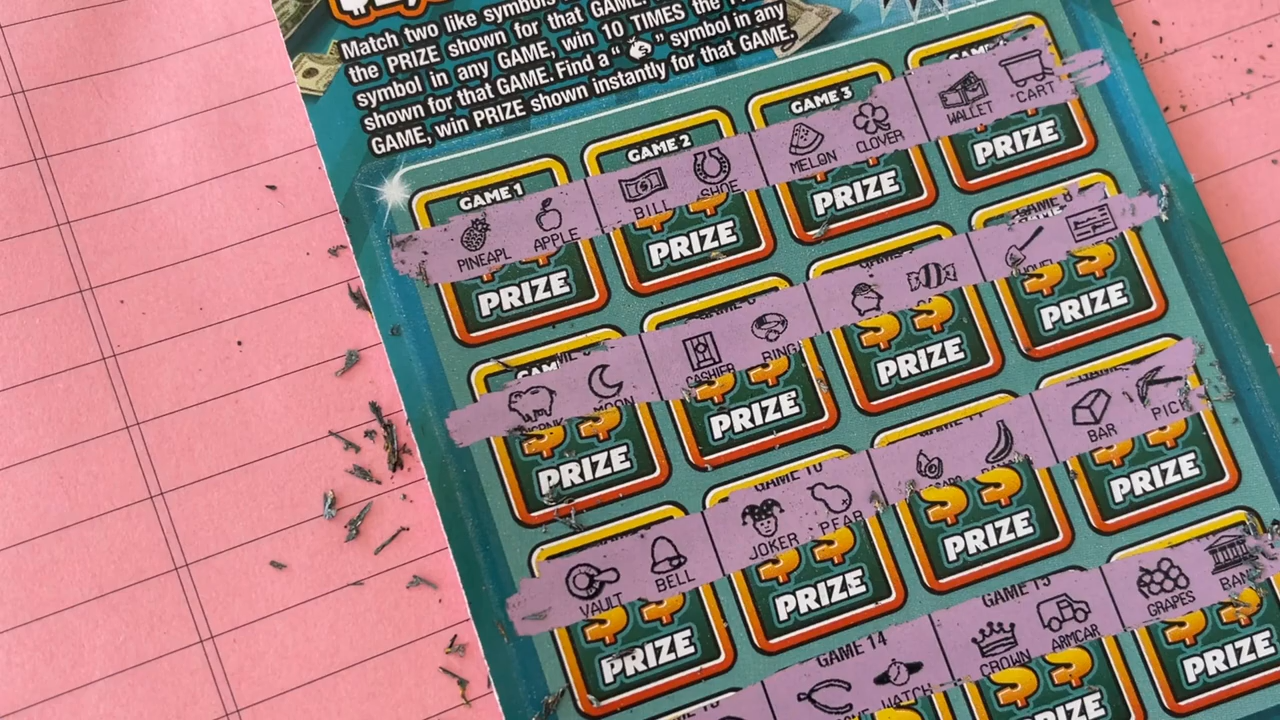 Match two like symbols
the PRIZE shown for that GAME.
symbol in any GAME, win 10 TIMES the
shown for that GAME. Find a " " symbol in any
GAME, win PRIZE shown instantly for that GAME.
GAME 1
PINEAPL APPLE
PRIZE
GAME 2
BILL SHOE
PRIZE
GAME 3
MELON CLOVER
PRIZE
WALLET CART
PRIZE
MOON
PRIZE
CASHIER RING
PRIZE
PRIZE
PRIZE
VAULT BELL
PRIZE
GAME 10
JOKER PEAR
PRIZE
PRIZE
BAR PICK
PRIZE
GAME 14
WATCH
GAME 15
CROWN ARMCAR
PRIZE
GRAPES
PRIZE